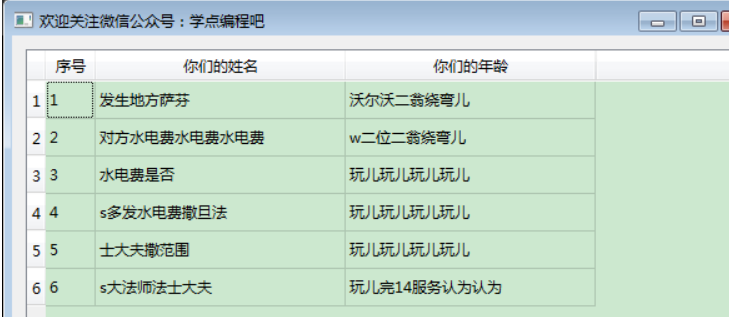 欢迎关注微信公众号：学点编程吧
序号 你们的姓名 你们的年龄
1 1 发生地方萨芬 沃尔沃二翁绕弯儿
2 2 对方水电费水电费水电费 w二位二翁绕弯儿
3 3 水电费是否 玩儿玩儿玩儿玩儿
4 4 s多发水电费撒旦法 玩儿玩儿玩儿玩儿
5 5 士大夫撒范围 玩儿玩儿玩儿玩儿
6 6 s大法师法士大夫 玩儿完14服务认为认为